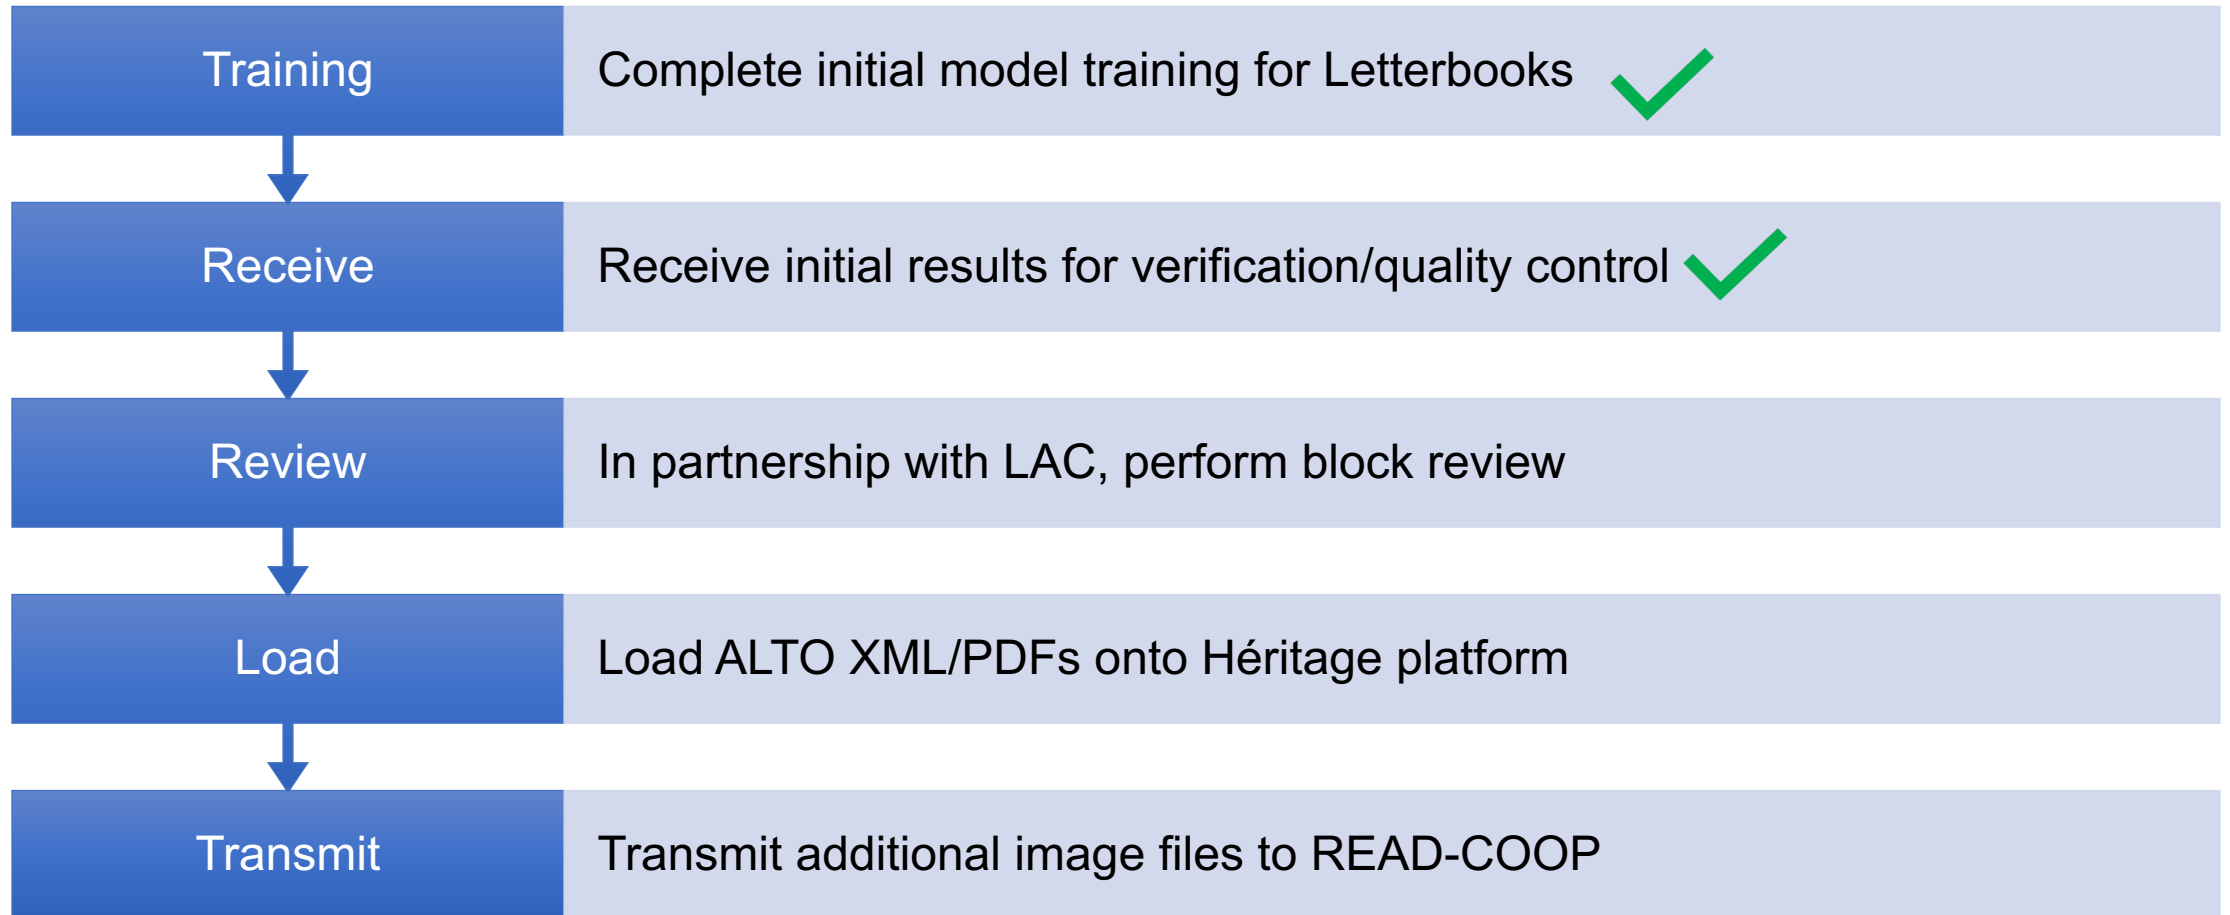 Training
Complete initial model training for Letterbooks
Receive
Receive initial results for verification/quality control
Review
In partnership with LAC, perform block review
Load
Load ALTO XML/PDFs onto Héritage platform
Transmit
Transmit additional image files to READ-COOP